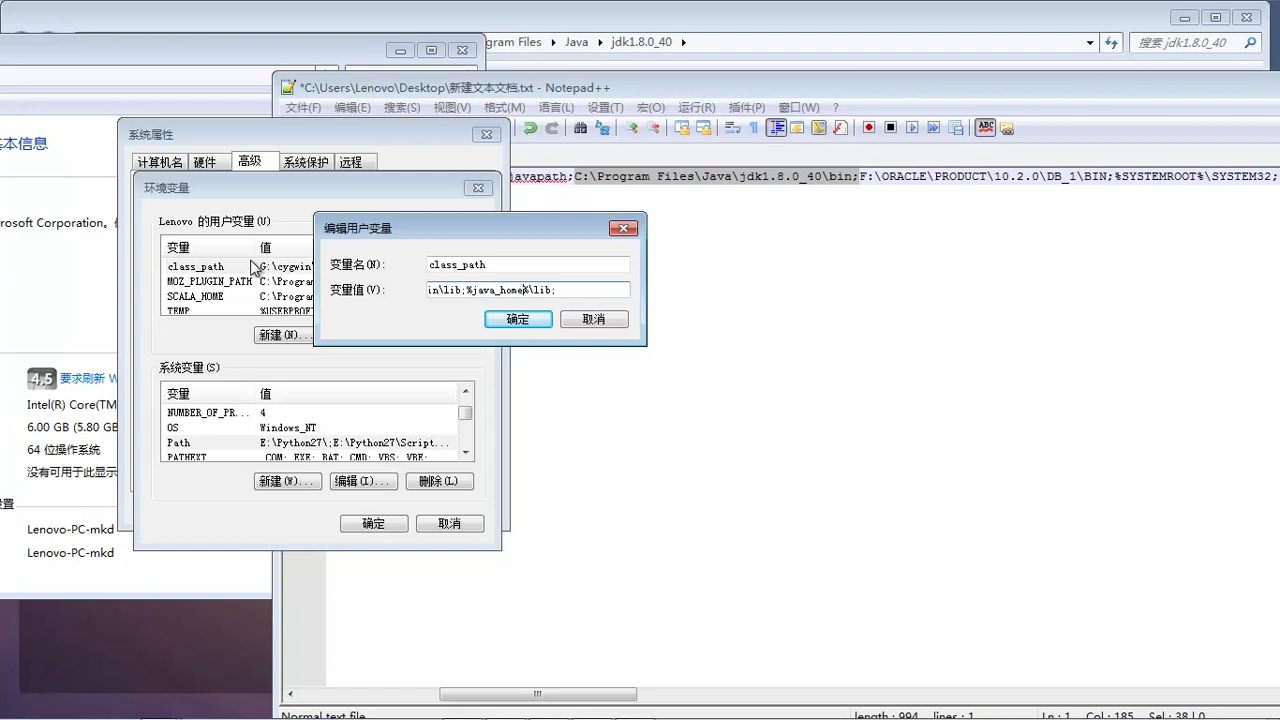 gram Files ▸ Java ▸ jdk1.8.0_40 ▸
搜索 jdk1.8.0_40
*C:\Users\Lenovo\Desktop\新建文本文档.txt - Notepad++
文件(F) 编辑(E) 搜索(S) 视图(V) 格式(M) 语言(L) 设置(T) 宏(O) 运行(R) 插件(P) 窗口(W) ?
javapath;C:\Program Files\Java\jdk1.8.0_40\bin;F:\ORACLE\PRODUCT\10.2.0\DB_1\BIN;%SYSTEMROOT%\SYSTEM32;
本信息
rosoft Corporation。
4.5 要求刷新 W
Intel(R) Core(TM
6.00 GB (5.80 GB
64 位操作系统
没有可用于此显示
设置
Lenovo-PC-mkd
Lenovo-PC-mkd
系统属性
计算机名 硬件 高级 系统保护 远程
环境变量
Lenovo 的用户变量(U)
变量 值
class_path G:\cygwin
MOZ_PLUGIN_PATH C:\Progra
SCALA_HOME C:\Progra
TEMP %USERPROF
新建(N)...
编辑用户变量
变量名(N): class_path
变量值(V): in\lib;%java_home%\lib;
确定 取消
系统变量(S)
变量 值
NUMBER_OF_PR... 4
OS Windows_NT
Path E:\Python27\;E:\Python27\Script...
PATHEXT .COM;.EXE;.BAT;.CMD;.VBS;.VBE;
新建(W)... 编辑(I)... 删除(L)
确定 取消
Normal text file length : 994 lines : 1 Ln : 1 Col : 185 Sel : 38 | 0